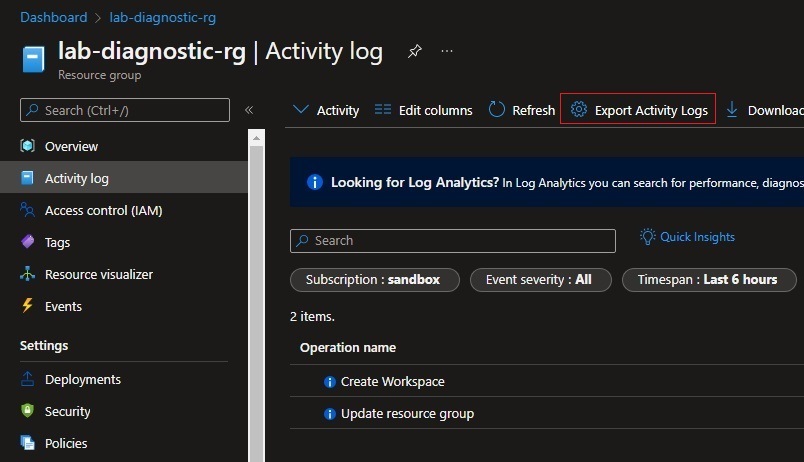 Dashboard > lab-diagnostic-rg
lab-diagnostic-rg | Activity log ...
Resource group
Search (Ctrl+/) «
Activity Edit columns Refresh Export Activity Logs Download
Overview
Activity log
Access control (IAM)
Tags
Resource visualizer
Events
Settings
Deployments
Security
Policies
Looking for Log Analytics? In Log Analytics you can search for performance, diagnos
Search Quick Insights
Subscription : sandbox Event severity : All Timespan : Last 6 hours
2 items.
Operation name
Create Workspace
Update resource group